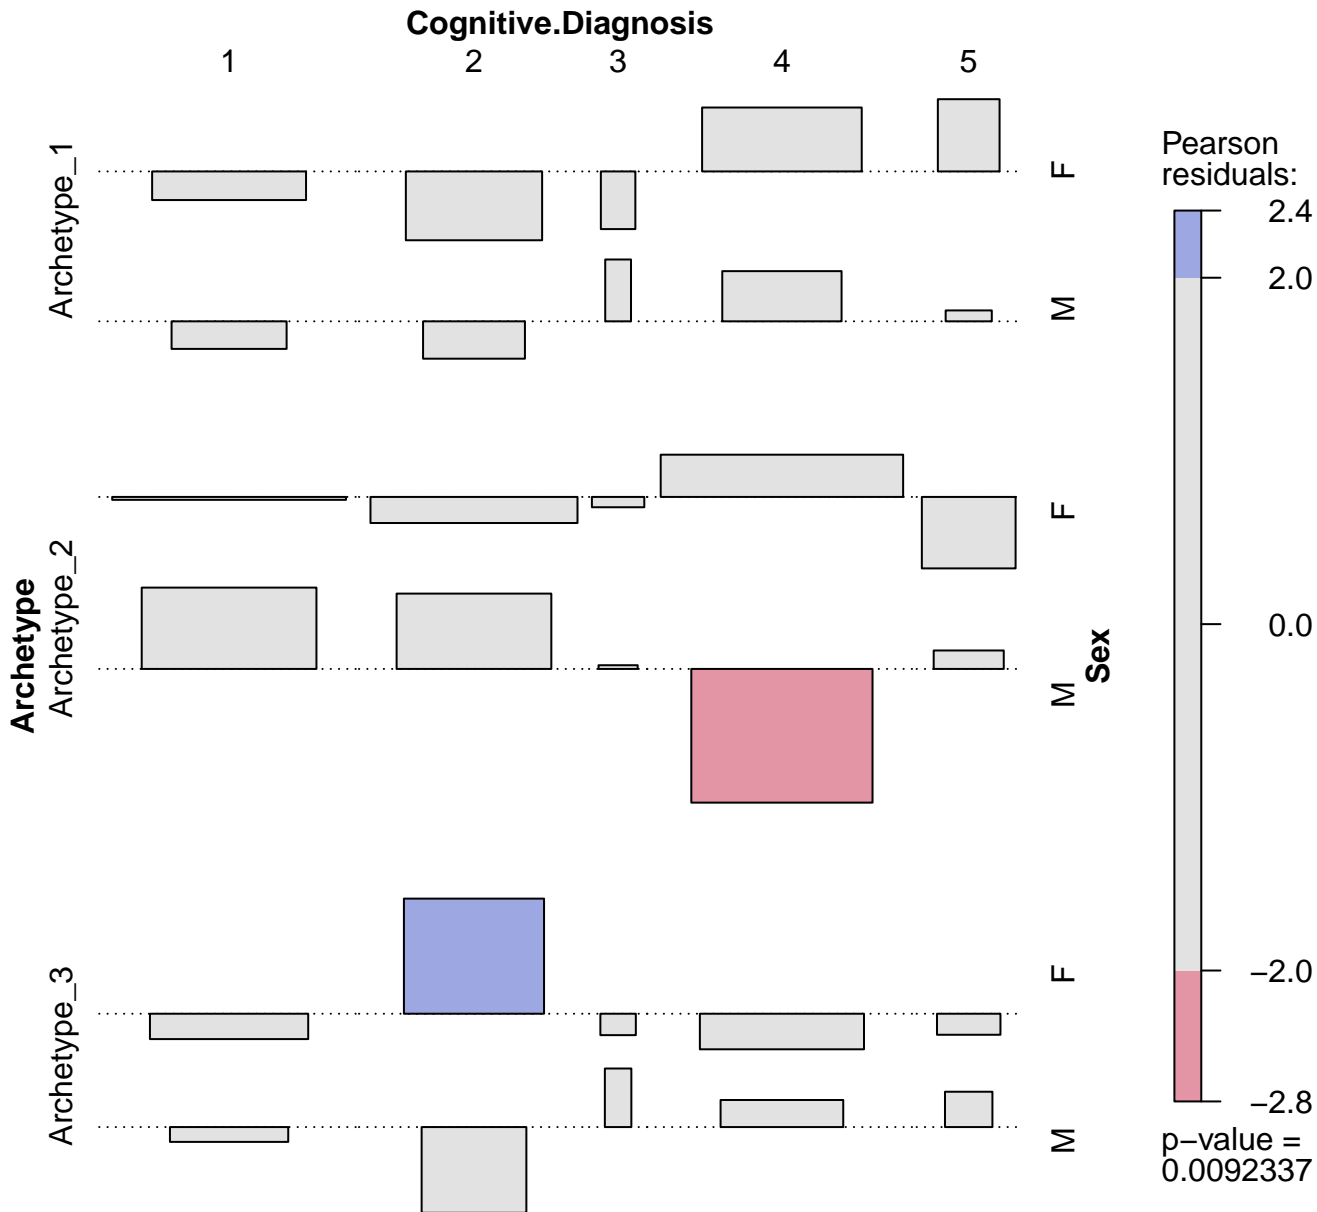 Cognitive.Diagnosis
1 2 3 4 5
Archetype
Archetype_1
Archetype_2
Archetype_3
F
M
F
M
F
M
Sex
Pearson
residuals:
2.4
2.0
0.0
−2.0
−2.8
p−value =
0.0092337